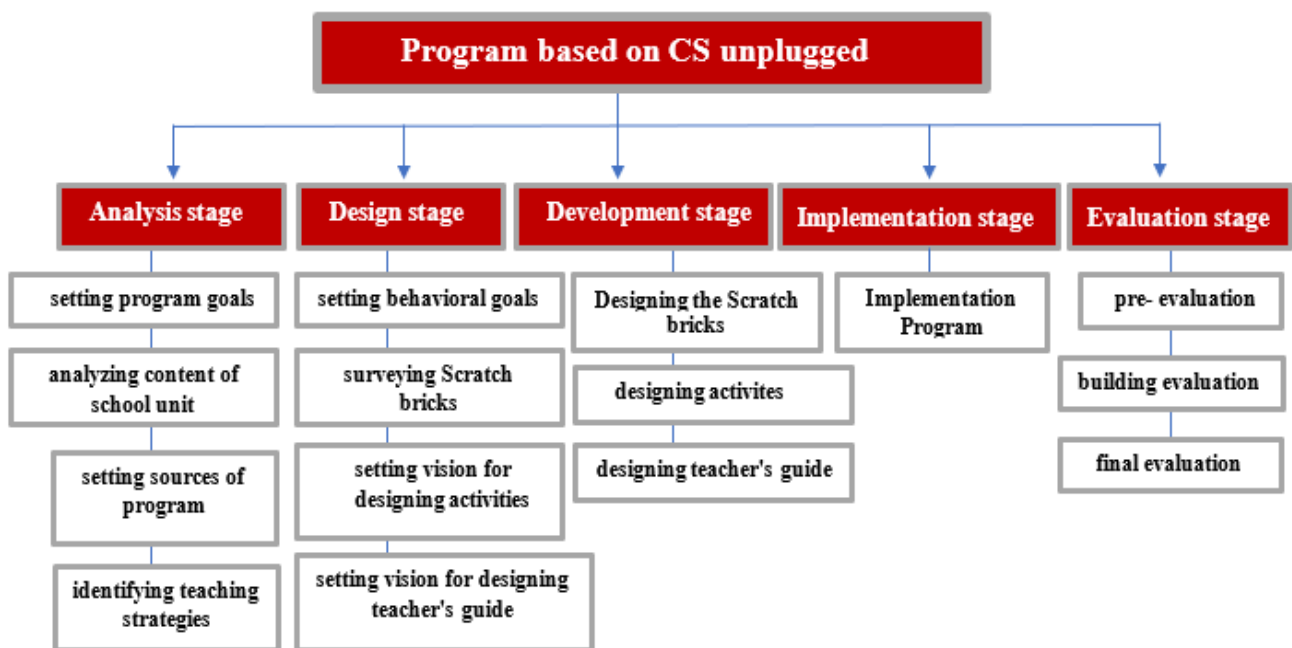 Program based on CS unplugged
Analysis stage
setting program goals
analyzing content of
school unit
setting sources of
program
identifying teaching
strategies
Design stage
setting behavioral goals
surveying Scratch
bricks
setting vision for
designing activities
setting vision for designing
teacher's guide
Development stage
Designing the Scratch
bricks
designing activites
designing teacher's guide
Implementation stage
Implementation
Program
Evaluation stage
pre- evaluation
building evaluation
final evaluation